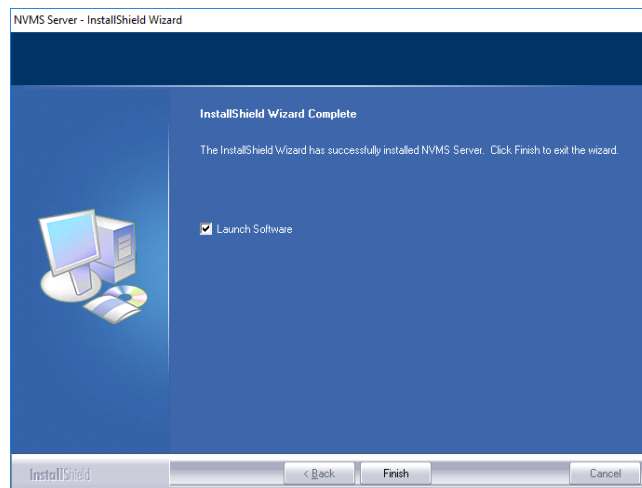 NVMS Server - InstallShield Wizard
InstallShield Wizard Complete
The InstallShield Wizard has successfully installed NVMS Server. Click Finish to exit the wizard.
Launch Software
InstallShield
< Back
Finish
Cancel